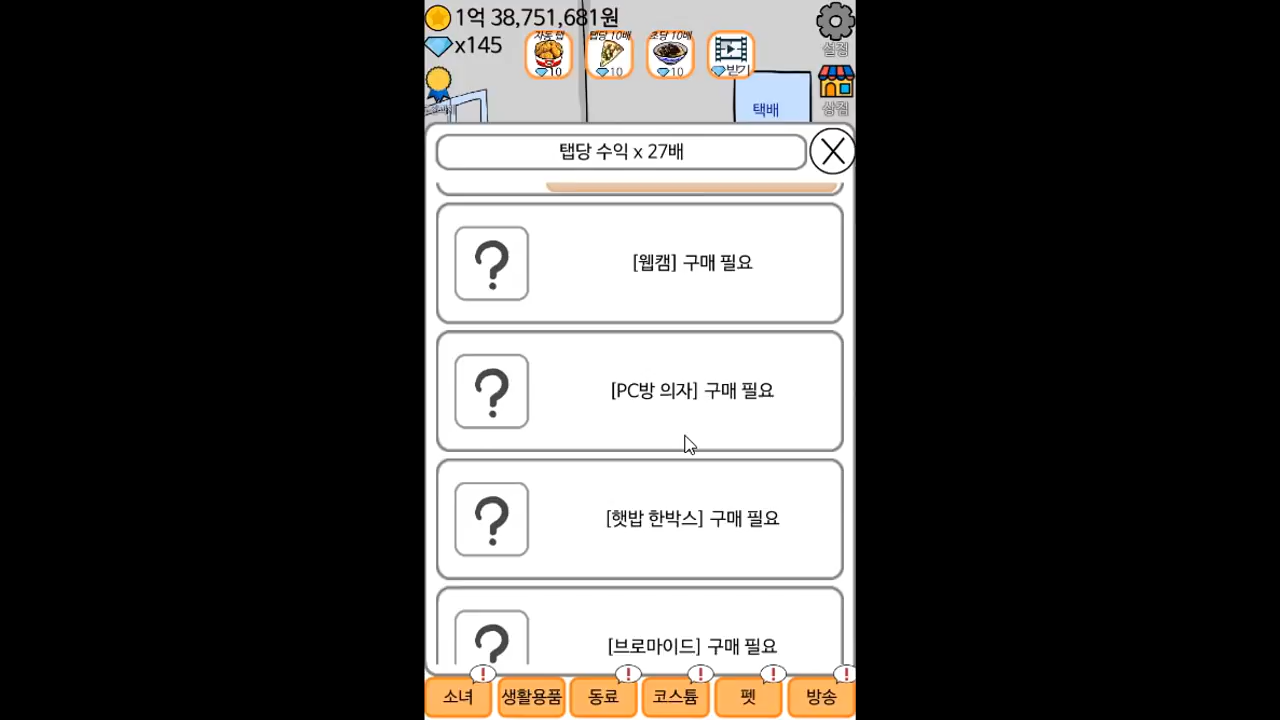 1억 38,751,681원
설정
x145
자동 탭
탭당 10배
초당 10배
10
10
10
받기
상점
택배
탭당 수익 x 27배
[웹캠] 구매 필요
[PC방 의자] 구매 필요
[햇밥 한박스] 구매 필요
[브로마이드] 구매 필요
! ! ! ! !
소녀 생활용품 동료 코스튬 펫 방송